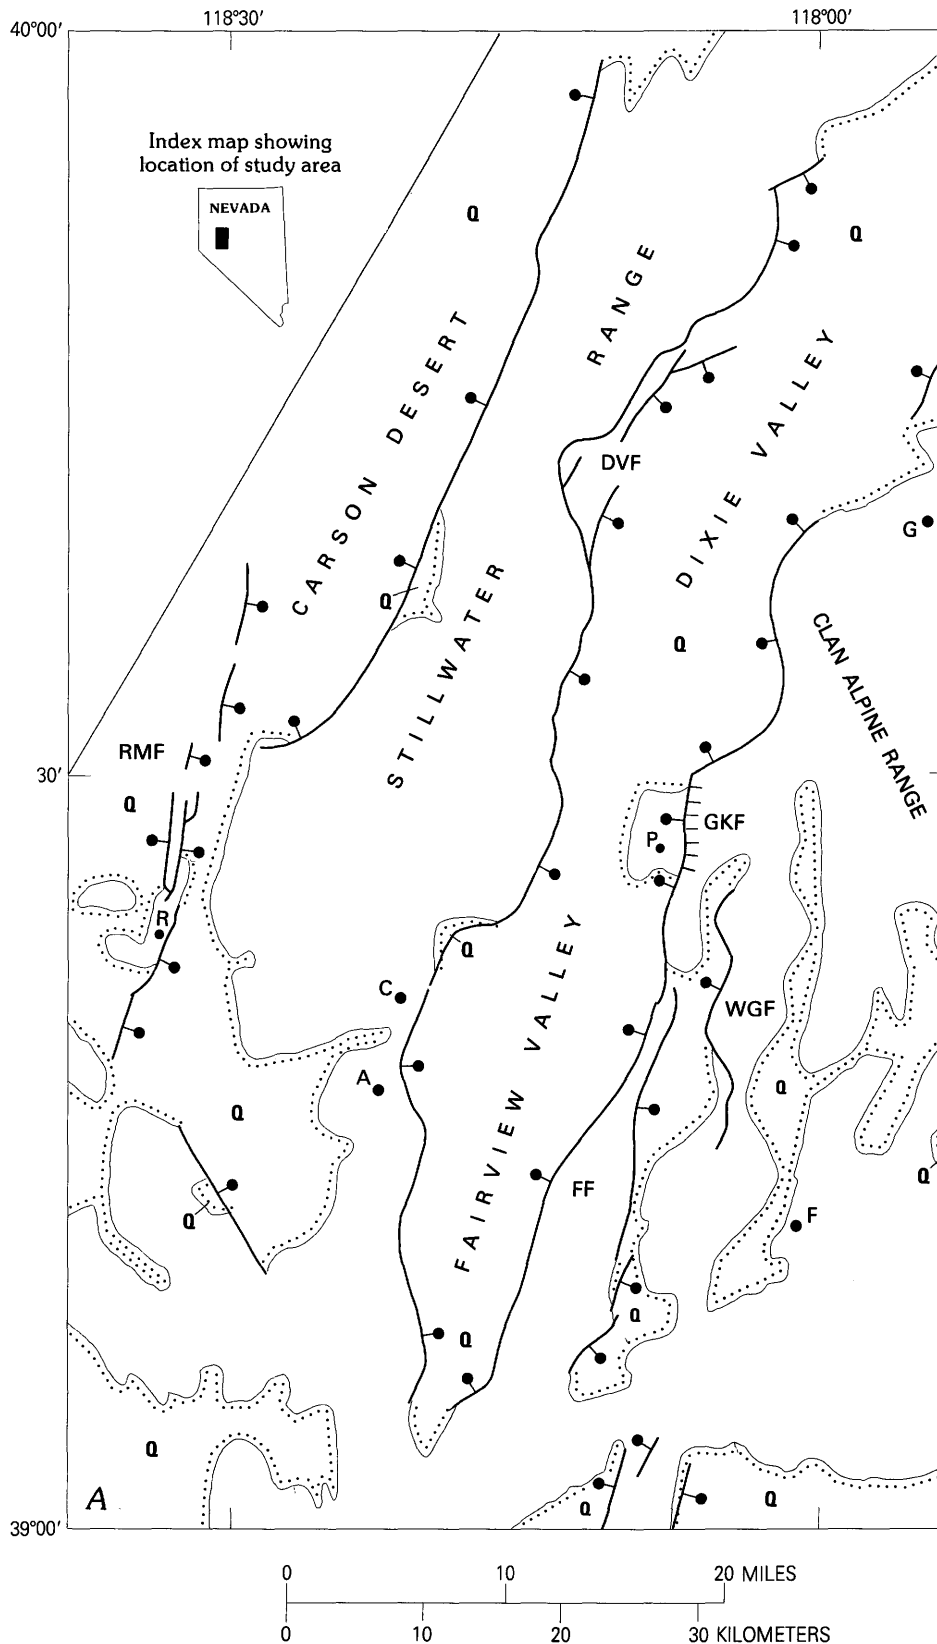 118°30'
118°00'
40°00'
Index map showing
location of study area
NEVADA
Q
Q
RANGE
CARSON DESERT
DIXIE VALLEY
DVF
G
Q
STILLWATER
Q
CLAN ALPINE RANGE
RMF
30'
Q
GKF
P
R
Q
C
WGF
A
FAIRVIEW VALLEY
Q
Q
FF
Q
Q
F
Q
Q
Q
Q
Q
A
39°00'
0 10 20 MILES
0 10 20 30 KILOMETERS